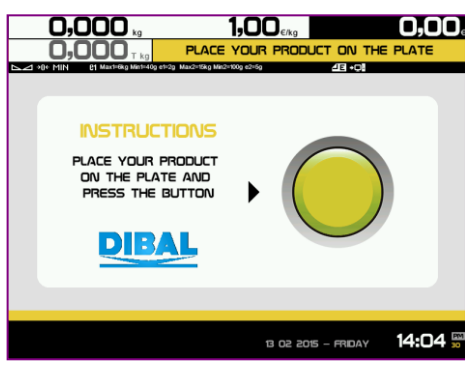 0,000 kg 1,00 €/kg 0,00 €
0,000 T kg PLACE YOUR PRODUCT ON THE PLATE
→0← MIN e1 Max1=6kg Min1=40g e1=2g Max2=15kg Min2=100g e2=5g
INSTRUCTIONS
PLACE YOUR PRODUCT
ON THE PLATE AND
PRESS THE BUTTON
DIBAL
13 02 2015 - FRIDAY 14:04 PM 30